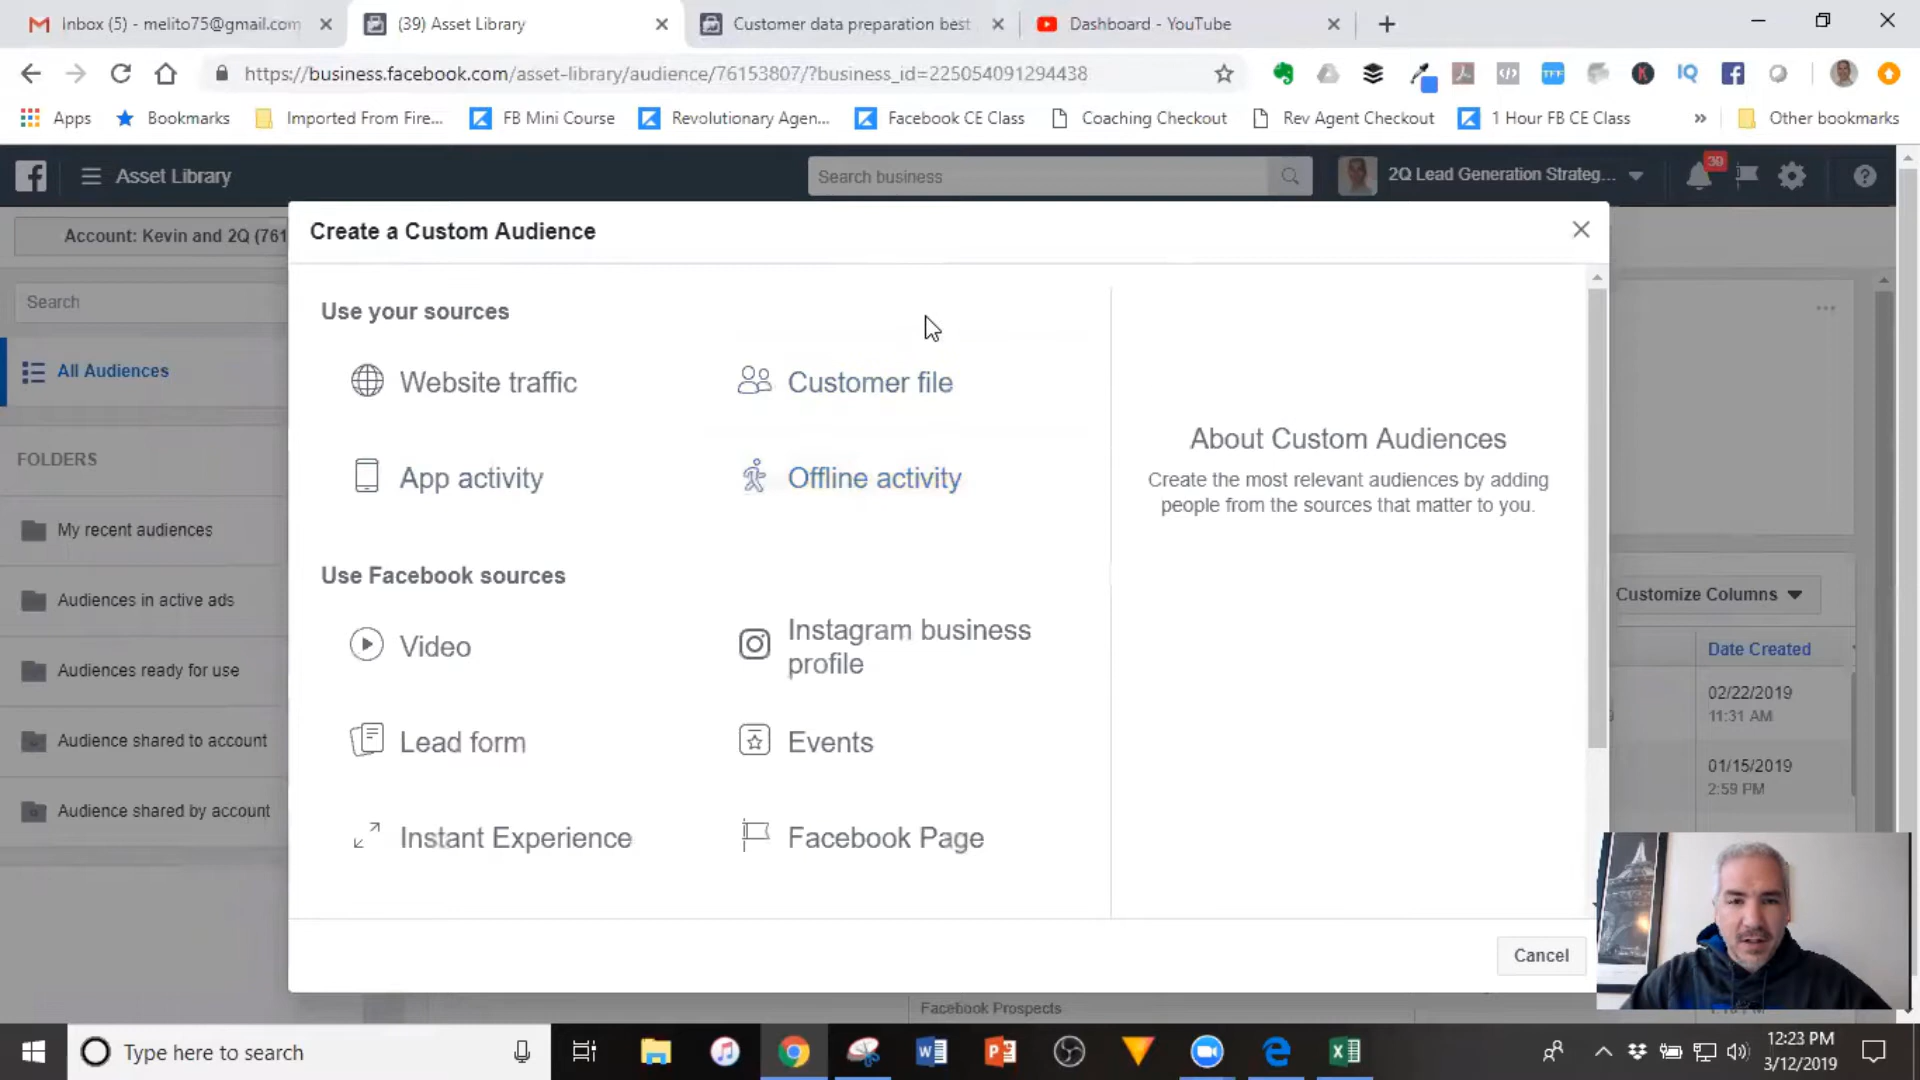 Inbox (5) - melito75@gmail.com
(39) Asset Library
Customer data preparation best
Dashboard - YouTube
https://business.facebook.com/asset-library/audience/76153807/?business_id=225054091294438
Apps
Bookmarks
Imported From Fire...
FB Mini Course
Revolutionary Agen...
Facebook CE Class
Coaching Checkout
Rev Agent Checkout
1 Hour FB CE Class
»
Other bookmarks
Asset Library
Search business
2Q Lead Generation Strateg...
30
Account: Kevin and 2Q (761
Search
All Audiences
FOLDERS
My recent audiences
Audiences in active ads
Audiences ready for use
Audience shared to account
Audience shared by account
Create a Custom Audience
Use your sources
Website traffic
Customer file
App activity
Offline activity
Use Facebook sources
Video
Instagram business
profile
Lead form
Events
Instant Experience
Facebook Page
About Custom Audiences
Create the most relevant audiences by adding
people from the sources that matter to you.
Cancel
Customize Columns
Date Created
02/22/2019
11:31 AM
01/15/2019
2:59 PM
Facebook Prospects
Type here to search
12:23 PM
3/12/2019